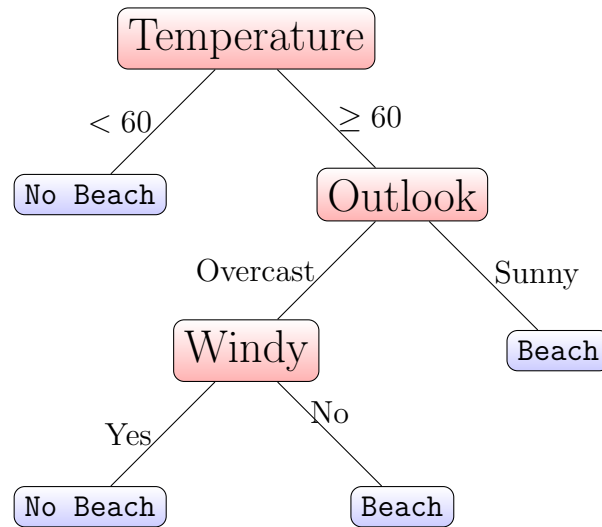 Temperature
< 60
≥ 60
No Beach
Outlook
Overcast
Sunny
Windy
Beach
Yes
No
No Beach
Beach